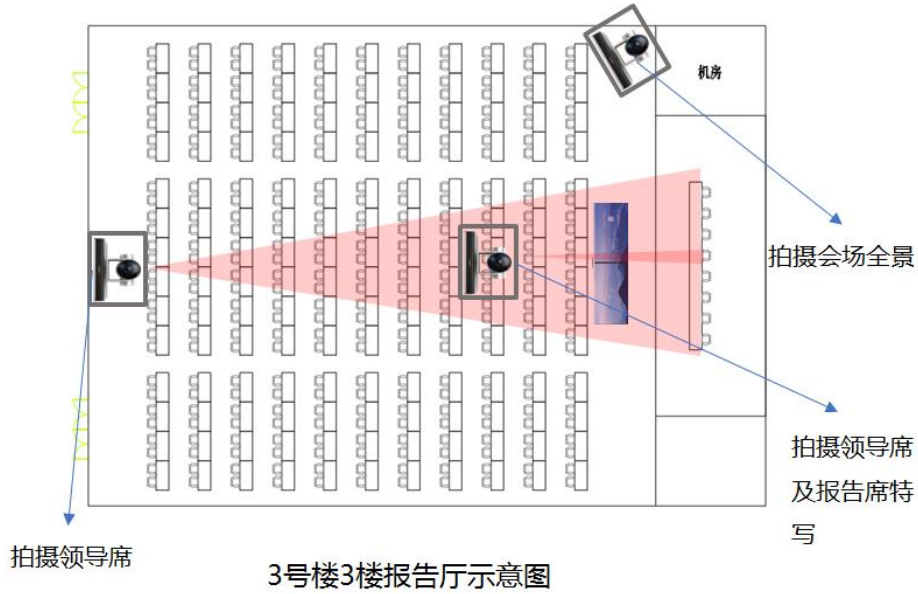 机房
拍摄会场全景
拍摄领导席
及报告席特
写
拍摄领导席
3号楼3楼报告厅示意图